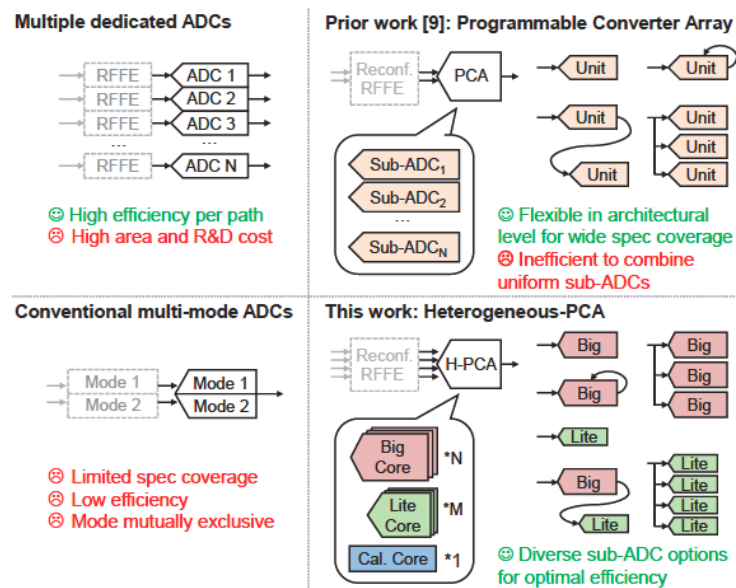 Multiple dedicated ADCs
RFFE ADC 1
RFFE ADC 2
RFFE ADC 3
... ...
RFFE ADC N
☺ High efficiency per path
☹ High area and R&D cost
Prior work [9]: Programmable Converter Array
Reconf.
RFFE
PCA
Sub-ADC₁
Sub-ADC₂
...
Sub-ADC_N
Unit
Unit
Unit
Unit
Unit
Unit
Unit
☺ Flexible in architectural
level for wide spec coverage
☹ Inefficient to combine
uniform sub-ADCs
Conventional multi-mode ADCs
Mode 1 Mode 1
Mode 2 Mode 2
☹ Limited spec coverage
☹ Low efficiency
☹ Mode mutually exclusive
This work: Heterogeneous-PCA
Reconf.
RFFE
H-PCA
Big
Core
*N
Lite
Core
*M
Cal. Core *1
Big
Big
Big
Big
Big
Lite
Big
Lite
Lite
Lite
Lite
Lite
☺ Diverse sub-ADC options
for optimal efficiency